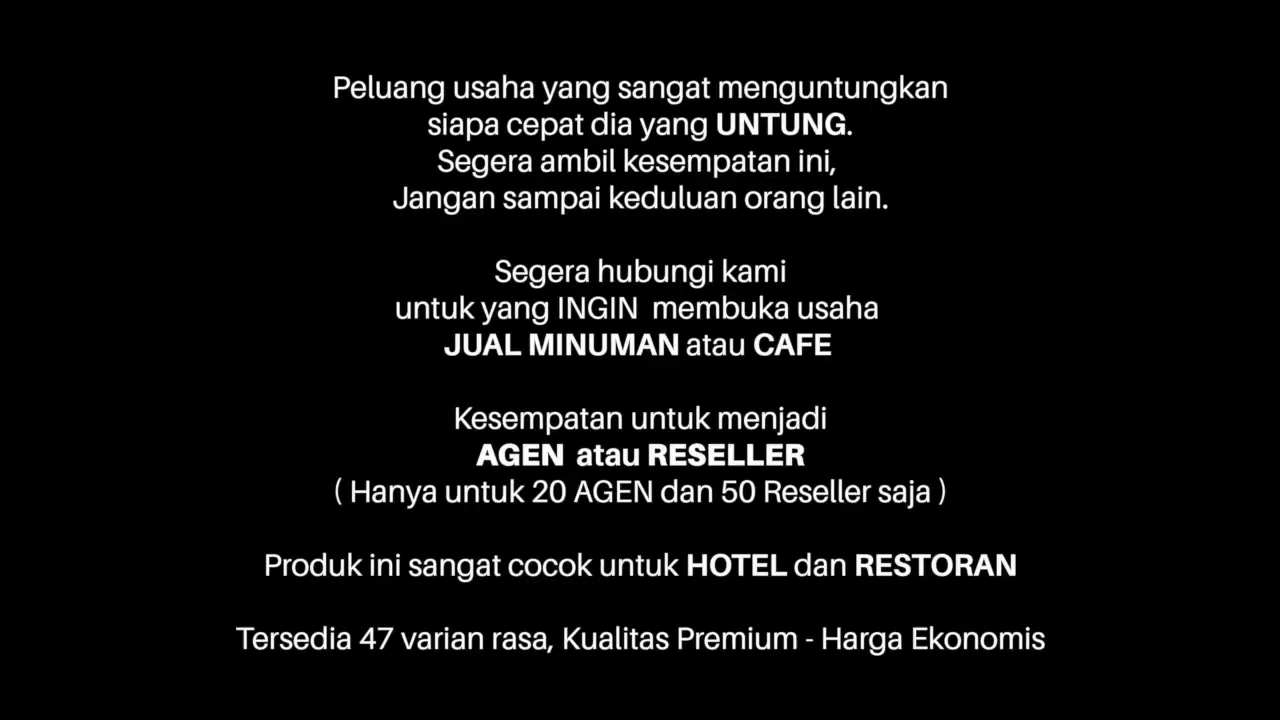 Peluang usaha yang sangat menguntungkan
siapa cepat dia yang UNTUNG.
Segera ambil kesempatan ini,
Jangan sampai keduluan orang lain.
Segera hubungi kami
untuk yang INGIN membuka usaha
JUAL MINUMAN atau CAFE
Kesempatan untuk menjadi
AGEN atau RESELLER
( Hanya untuk 20 AGEN dan 50 Reseller saja )
Produk ini sangat cocok untuk HOTEL dan RESTORAN
Tersedia 47 varian rasa, Kualitas Premium - Harga Ekonomis